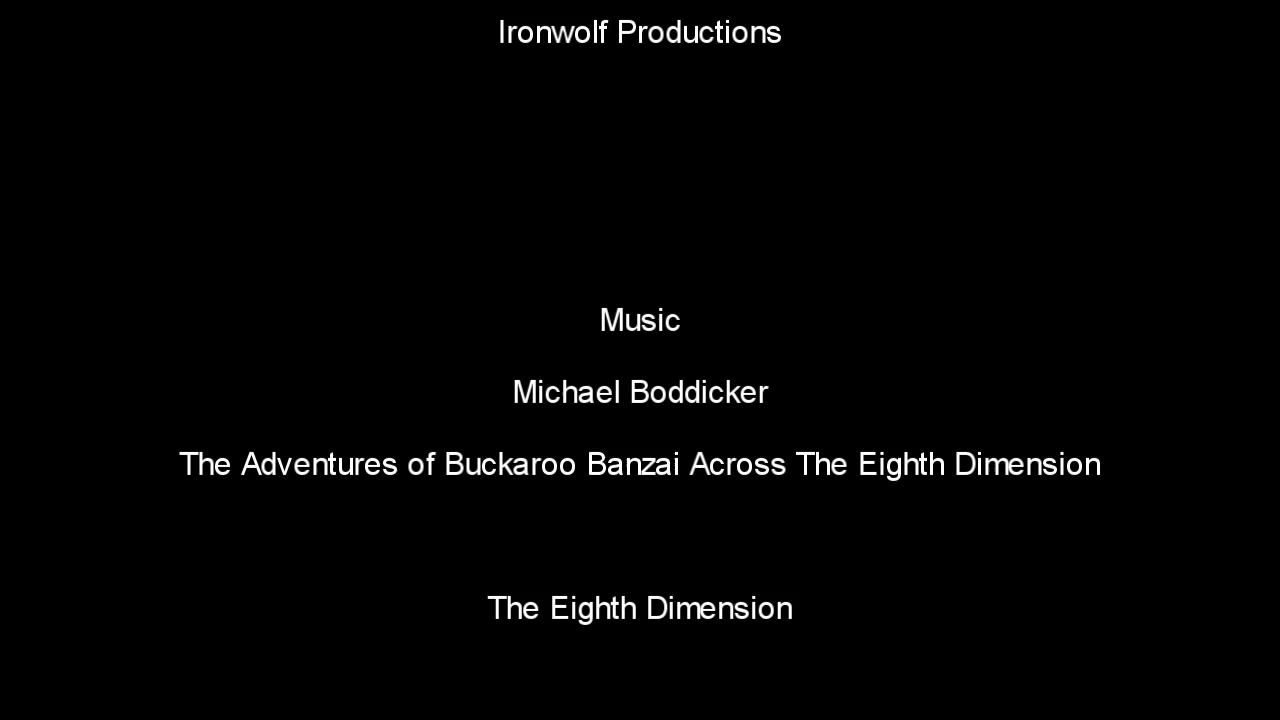 Ironwolf Productions
Music
Michael Boddicker
The Adventures of Buckaroo Banzai Across The Eighth Dimension
The Eighth Dimension